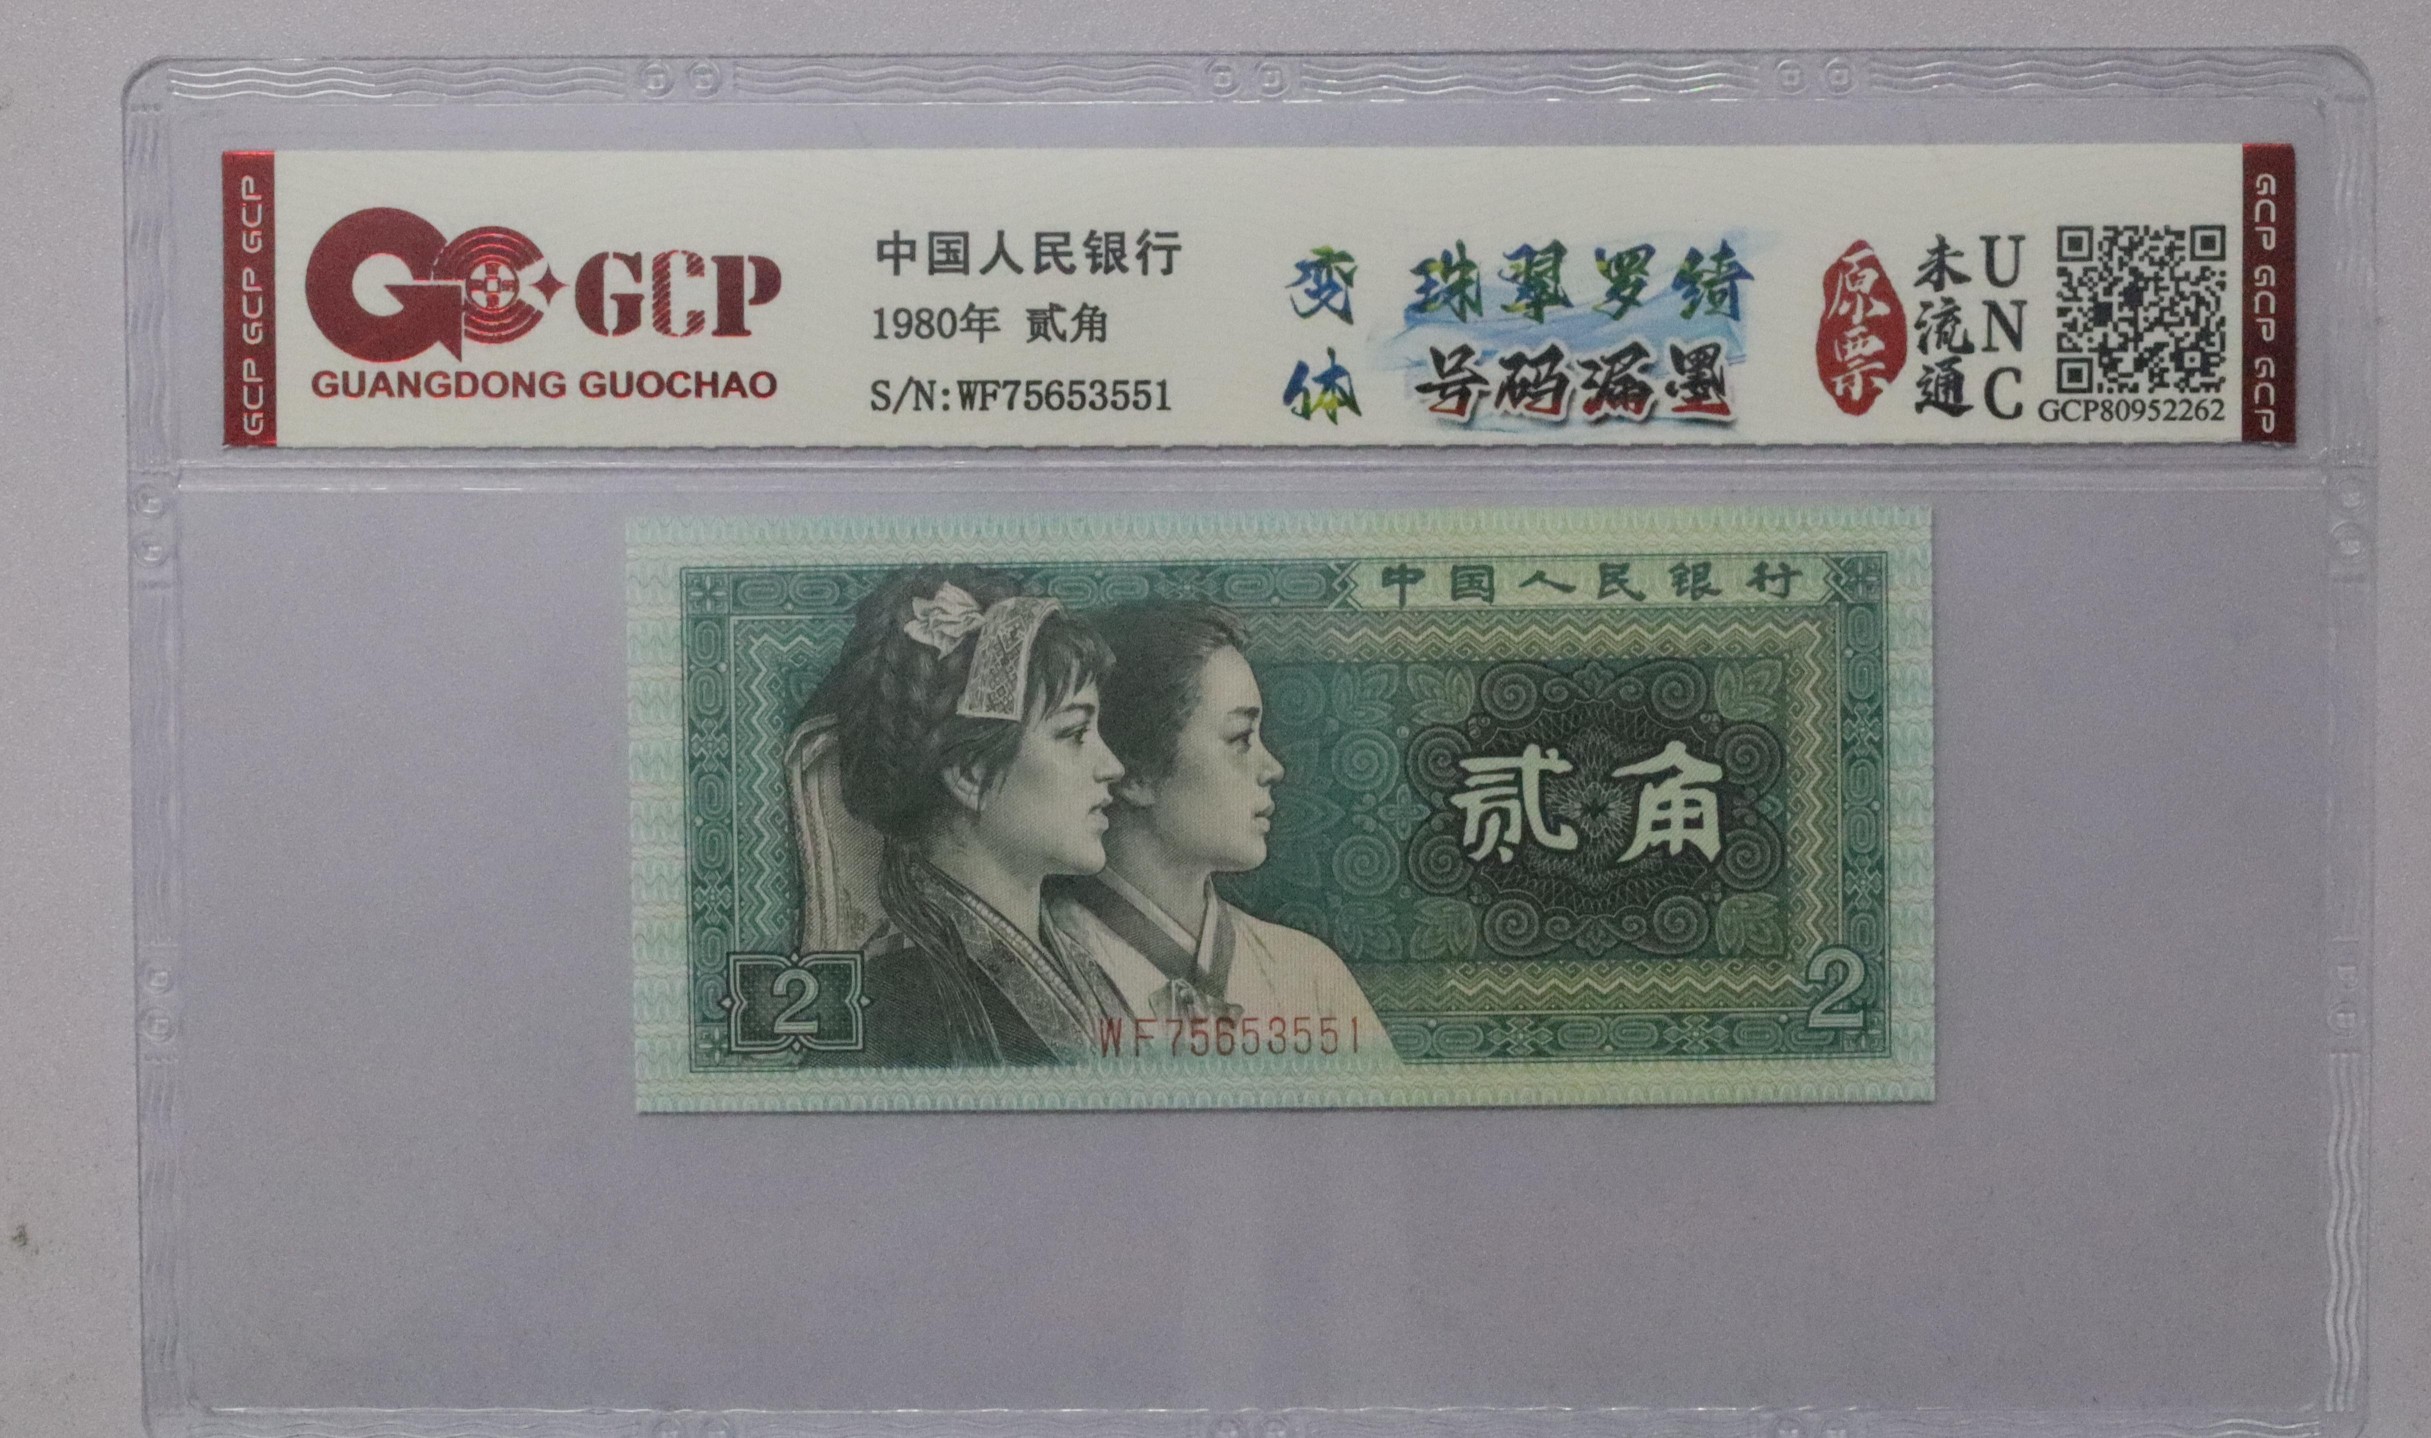 GCP GCP GCP
GCP
GUANGDONG GUOCHAO
中国人民银行
1980年 贰角
S/N:WF75653551
变体
珠翠罗绮
号码漏墨
原票
未流通
UNC
GCP80952262
GCP GCP GCP
中国人民银行
贰角
2
2
WF75653551